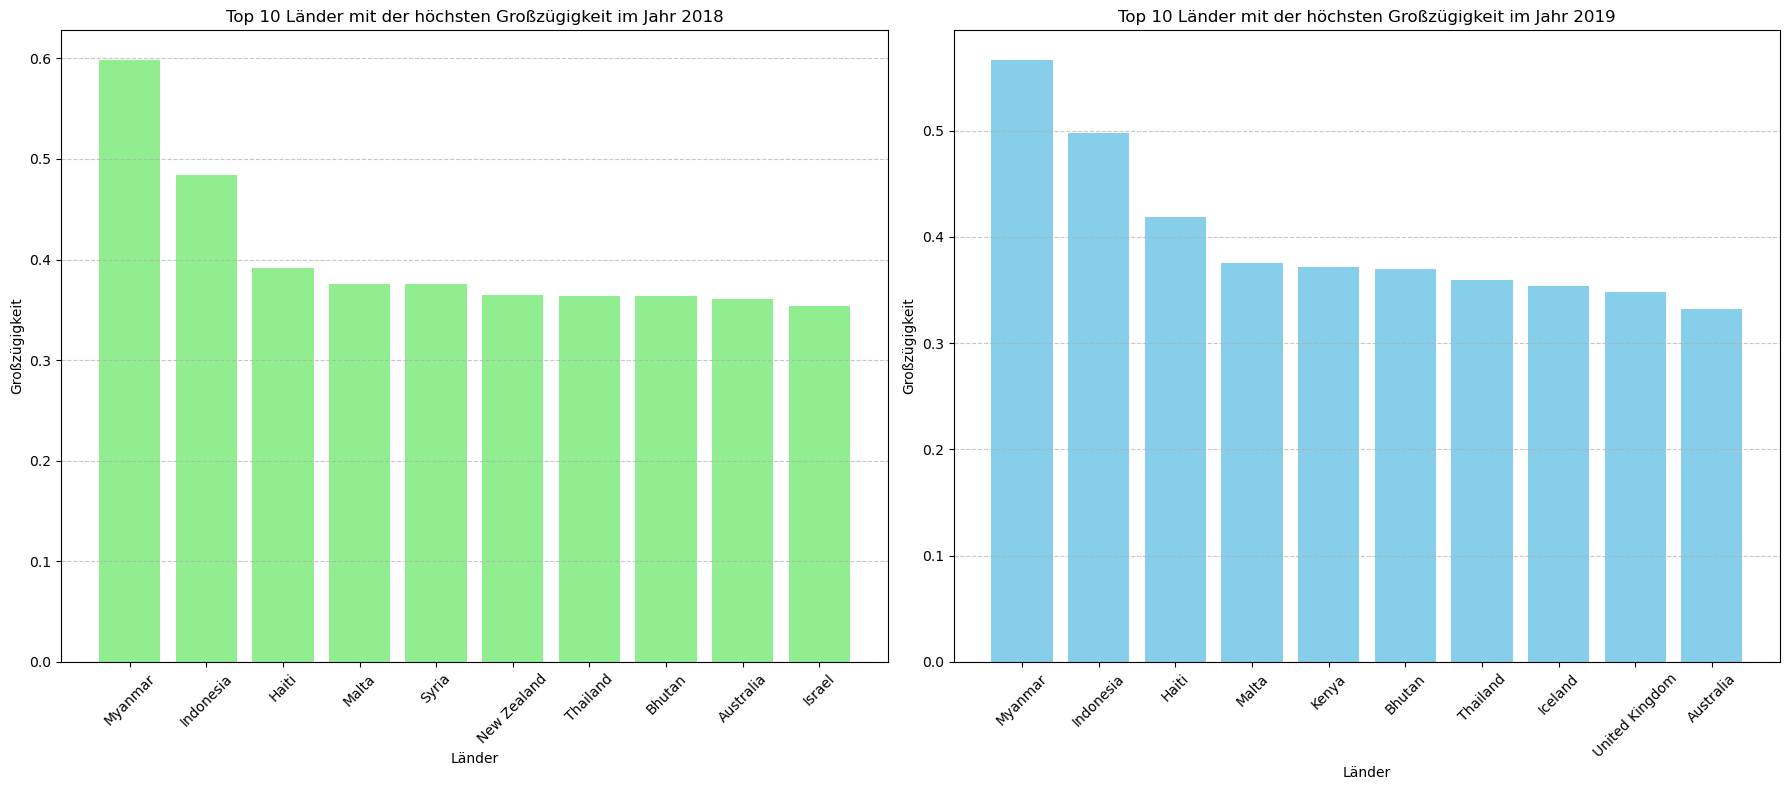 Top 10 Länder mit der höchsten Großzügigkeit im Jahr 2018
Großzügigkeit
0.6
0.5
0.4
0.3
0.2
0.1
0.0
Myanmar
Indonesia
Haiti
Malta
Syria
New Zealand
Thailand
Bhutan
Australia
Israel
Länder
Top 10 Länder mit der höchsten Großzügigkeit im Jahr 2019
Großzügigkeit
0.5
0.4
0.3
0.2
0.1
0.0
Myanmar
Indonesia
Haiti
Malta
Kenya
Bhutan
Thailand
Iceland
United Kingdom
Australia
Länder